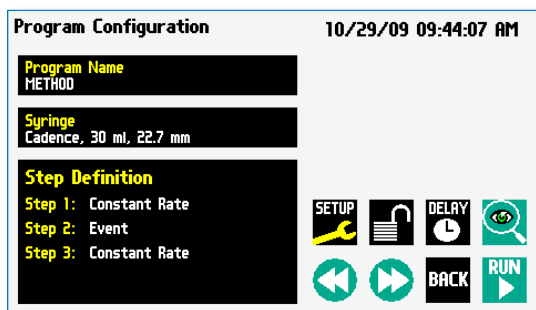 Program Configuration
10/29/09 09:44:07 AM
Program Name
METHOD
Syringe
Cadence, 30 ml, 22.7 mm
Step Definition
Step 1: Constant Rate
Step 2: Event
Step 3: Constant Rate
SETUP
DELAY
BACK
RUN